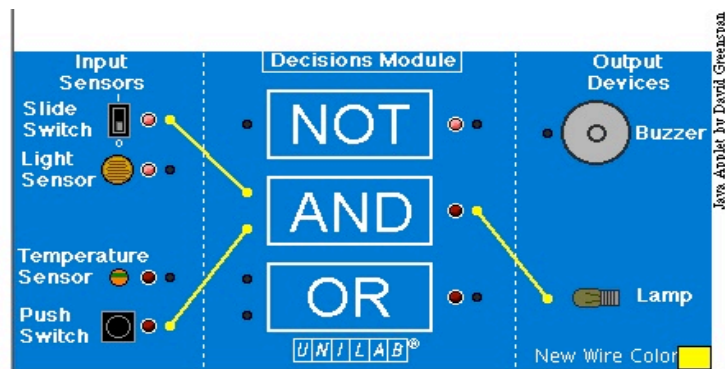 Input
Sensors
Slide
Switch
I
O
Light
Sensor
Temperature
Sensor
Push
Switch
Decisions Module
NOT
AND
OR
UNILAB®
Output
Devices
Buzzer
Lamp
New Wire Color
Java Applet by David Greenspan